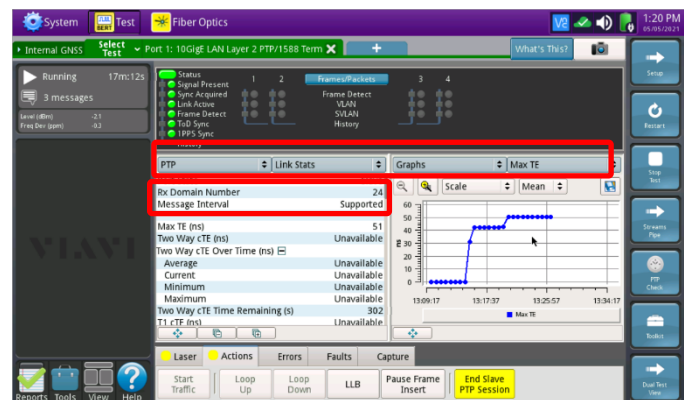 System
Test
Fiber Optics
V2
1:20 PM
05/05/2021
Internal GNSS
Select
Test
Port 1: 10GigE LAN Layer 2 PTP/1588 Term
What's This?
Running
17m:12s
3 messages
Level (dBm) -2.1
Freq Dev (ppm) -0.3
Status
Signal Present
Sync Acquired
Link Active
Frame Detect
ToD Sync
1PPS Sync
History
1 2 Frames/Packets 3 4
Frame Detect
VLAN
SVLAN
History
Setup
Restart
Stop
Test
Streams
Pipe
PTP
Check
Toolkit
Dual Test
View
PTP
Link Stats
Graphs
Max TE
Rx Domain Number 24
Message Interval Supported
Max TE (ns) 51
Two Way cTE (ns) Unavailable
Two Way cTE Over Time (ns)
Average Unavailable
Current Unavailable
Minimum Unavailable
Maximum Unavailable
Two Way cTE Time Remaining (s) 302
T1 cTE (ns) Unavailable
Scale
Mean
60
50
40
ns 30
20
10
0
13:09:17 13:17:37 13:25:57 13:34:17
Max TE
VIAVI
Laser
Actions
Errors
Faults
Capture
Start
Traffic
Loop
Up
Loop
Down
LLB
Pause Frame
Insert
End Slave
PTP Session
Reports
Tools
View
Help